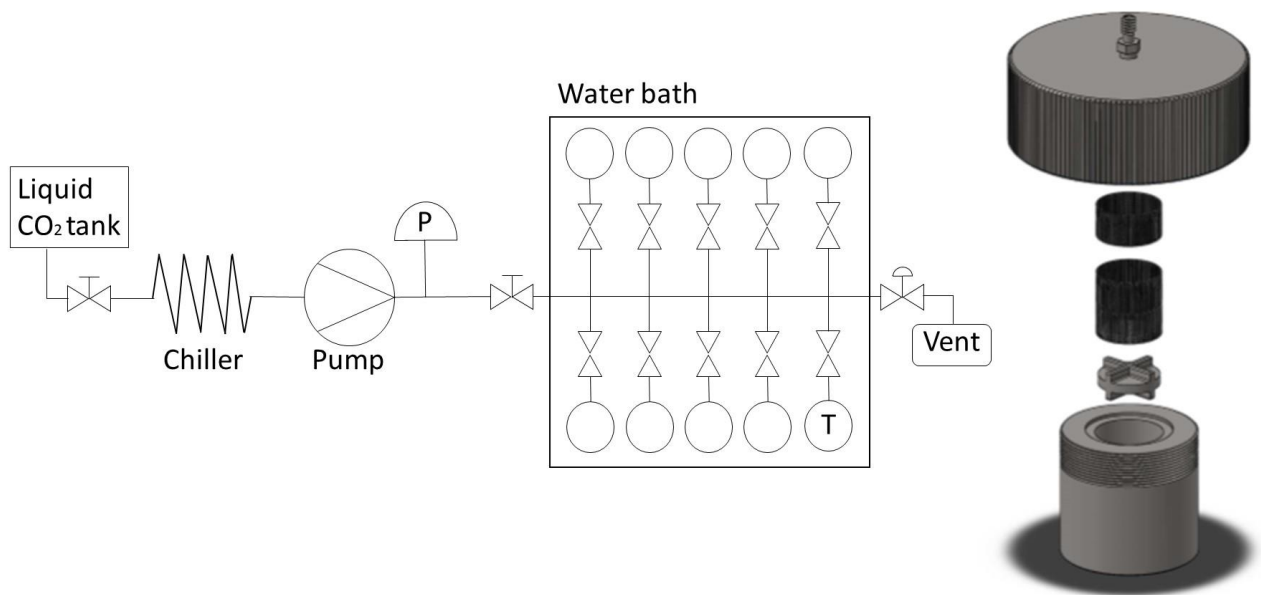 Water bath
Liquid
CO₂ tank
P
Chiller
Pump
Vent
T